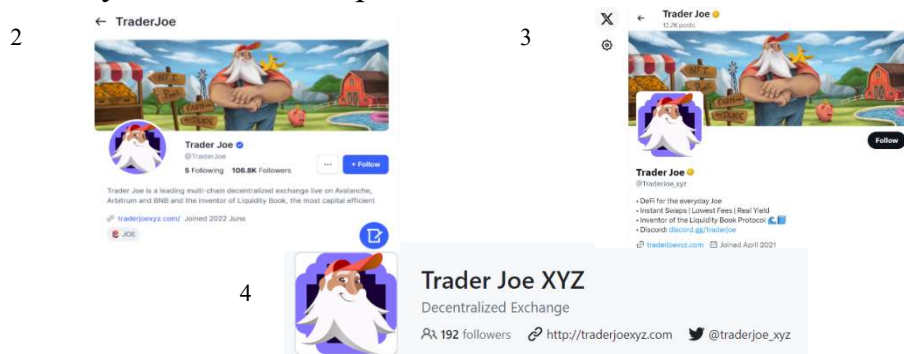 2
← TraderJoe
NFT
Pool
FARM
Trader Joe
@TraderJoe
5 Following 106.8K Followers
... + Follow
Trader Joe is a leading multi-chain decentralized exchange live on Avalanche,
Arbitrum and BNB and the inventor of Liquidity Book, the most capital efficient
traderjoexyz.com/ Joined 2022 June
JOE
3
X
← Trader Joe
12.7K posts
Follow
Trader Joe
@TraderJoe_xyz
• DeFi for the everyday Joe
• Instant Swaps | Lowest Fees | Real Yield
• Inventor of the Liquidity Book Protocol
• Discord: discord.gg/traderjoe
traderjoexyz.com Joined April 2021
4
Trader Joe XYZ
Decentralized Exchange
192 followers http://traderjoexyz.com @traderjoe_xyz